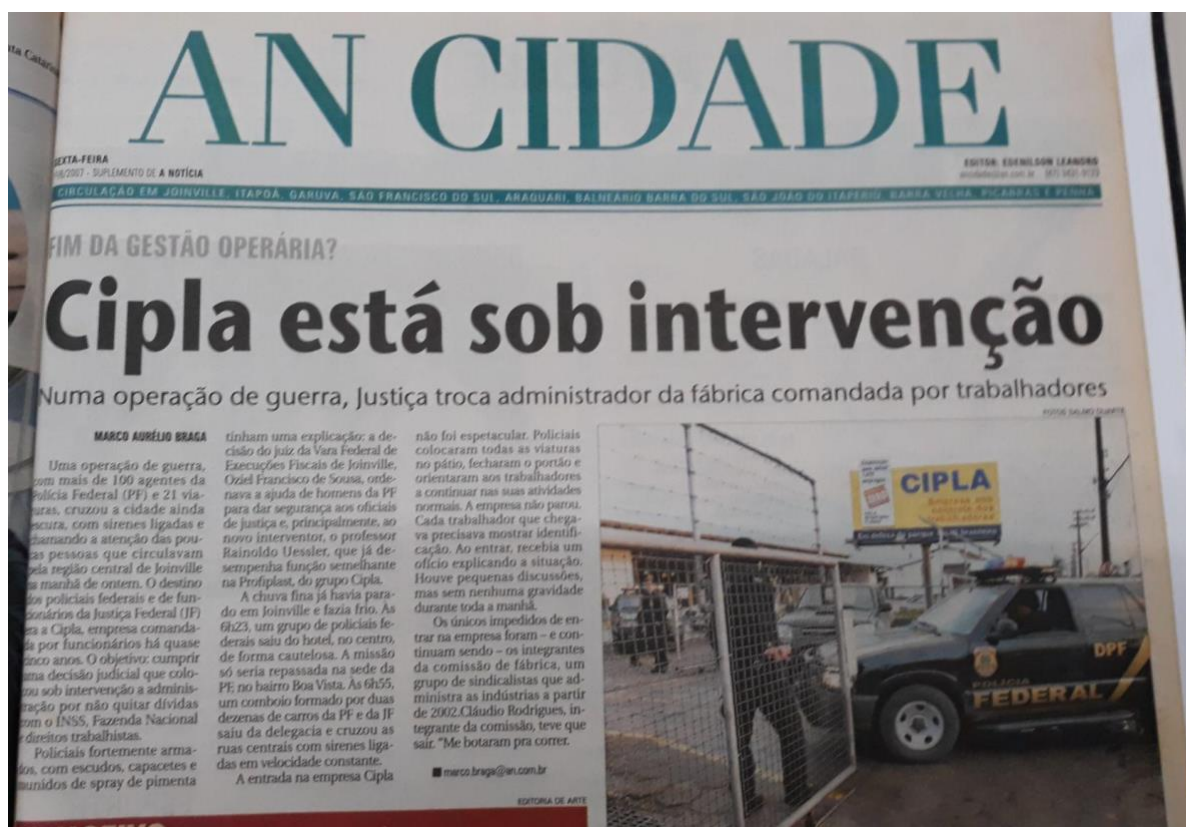 AN CIDADE
SEXTA-FEIRA
/2007 - SUPLEMENTO DE A NOTÍCIA
EDITOR: EDENILSON LEANDRO
CIRCULAÇÃO EM JOINVILLE, ITAPOÁ, GARUVA, SÃO FRANCISCO DO SUL, ARAQUARI, BALNEÁRIO BARRA DO SUL, SÃO JOÃO DO ITAPERIÚ, BARRA VELHA, PIÇARRAS E PENHA
FIM DA GESTÃO OPERÁRIA?
Cipla está sob intervenção
Numa operação de guerra, Justiça troca administrador da fábrica comandada por trabalhadores
FOTOS SALMO DUARTE
MARCO AURÉLIO BRAGA
Uma operação de guerra,
com mais de 100 agentes da
Polícia Federal (PF) e 21 via-
turas, cruzou a cidade ainda
escura, com sirenes ligadas e
chamando a atenção das pou-
cas pessoas que circulavam
pela região central de Joinville
na manhã de ontem. O destino
dos policiais federais e de fun-
cionários da Justiça Federal (JF)
era a Cipla, empresa comanda-
da por funcionários há quase
cinco anos. O objetivo: cumprir
uma decisão judicial que colo-
cou sob intervenção a adminis-
tração por não quitar dívidas
com o INSS, Fazenda Nacional
e direitos trabalhistas.
Policiais fortemente arma-
dos, com escudos, capacetes e
munidos de spray de pimenta
tinham uma explicação: a de-
cisão do juiz da Vara Federal de
Execuções Fiscais de Joinville,
Oziel Francisco de Sousa, orde-
nava a ajuda de homens da PF
para dar segurança aos oficiais
de justiça e, principalmente, ao
novo interventor, o professor
Rainoldo Uessler, que já de-
sempenha função semelhante
na Profiplast, do grupo Cipla.
A chuva fina já havia para-
do em Joinville e fazia frio. Às
6h23, um grupo de policiais fe-
derais saiu do hotel, no centro,
de forma cautelosa. A missão
só seria repassada na sede da
PF, no bairro Boa Vista. Às 6h55,
um comboio formado por duas
dezenas de carros da PF e da JF
saiu da delegacia e cruzou as
ruas centrais com sirenes liga-
das em velocidade constante.
A entrada na empresa Cipla
não foi espetacular. Policiais
colocaram todas as viaturas
no pátio, fecharam o portão e
orientaram aos trabalhadores
a continuar nas suas atividades
normais. A empresa não parou.
Cada trabalhador que chega-
va precisava mostrar identifi-
cação. Ao entrar, recebia um
ofício explicando a situação.
Houve pequenas discussões,
mas sem nenhuma gravidade
durante toda a manhã.
Os únicos impedidos de en-
trar na empresa foram – e con-
tinuam sendo – os integrantes
da comissão de fábrica, um
grupo de sindicalistas que ad-
ministra as indústrias a partir
de 2002.Cláudio Rodrigues, in-
tegrante da comissão, teve que
sair. "Me botaram pra correr.
marco.braga@an.com.br
CIPLA
Empresa sob
controle dos
trabalhadores
DPF
POLÍCIA
FEDERAL
EDITORIA DE ARTE